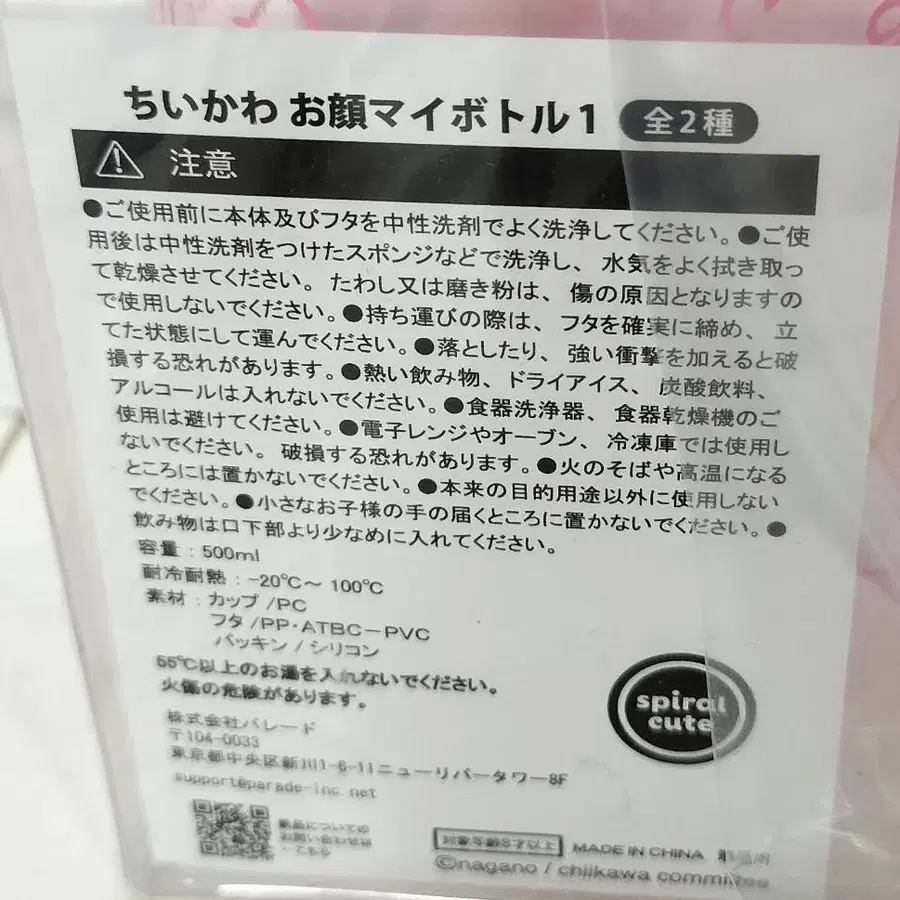 ちいかわ お顔マイボトル1 全2種
注意
●ご使用前に本体及びフタを中性洗剤でよく洗浄してください。●ご使
用後は中性洗剤をつけたスポンジなどで洗浄し、水気をよく拭き取っ
て乾燥させてください。たわし又は磨き粉は、傷の原因となりますの
で使用しないでください。●持ち運びの際は、フタを確実に締め、立
てた状態にして運んでください。●落としたり、強い衝撃を加えると破
損する恐れがあります。●熱い飲み物、ドライアイス、炭酸飲料、
アルコールは入れないでください。●食器洗浄器、食器乾燥機のご
使用は避けてください。●電子レンジやオーブン、冷凍庫では使用し
ないでください。破損する恐れがあります。●火のそばや高温になる
ところには置かないでください。●本来の目的用途以外に使用しない
でください。●小さなお子様の手の届くところに置かないでください。●
飲み物は口下部より少なめに入れてください。
容量:500ml
耐冷耐熱:-20℃～100℃
素材:カップ/PC
フタ/PP・ATBC-PVC
パッキン/シリコン
55℃以上のお湯を入れないでください。
火傷の危険があります。
spiral
cute
株式会社パレード
〒104-0033
東京都中央区新川1-6-11ニューリバータワー8F
support@parade-inc.net
製品についての
お問い合わせは
こちら
MADE IN CHINA
©nagano / chiikawa committee